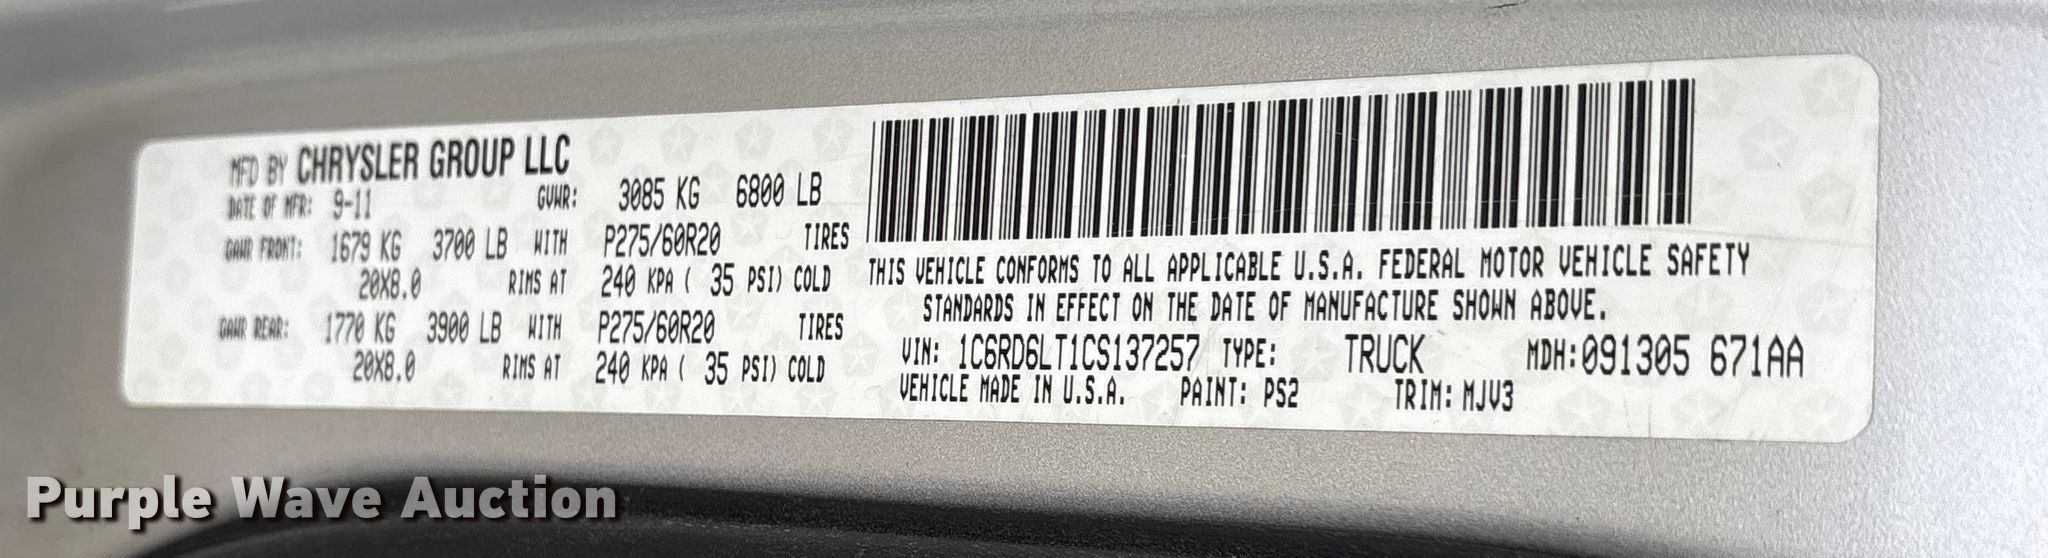 MFD BY CHRYSLER GROUP LLC
DATE OF MFR: 9-11 GVWR: 3085 KG 6800 LB
GAWR FRONT: 1679 KG 3700 LB WITH P275/60R20 TIRES
20X8.0 RIMS AT 240 KPA ( 35 PSI) COLD
GAWR REAR: 1770 KG 3900 LB WITH P275/60R20 TIRES
20X8.0 RIMS AT 240 KPA ( 35 PSI) COLD
THIS VEHICLE CONFORMS TO ALL APPLICABLE U.S.A. FEDERAL MOTOR VEHICLE SAFETY
STANDARDS IN EFFECT ON THE DATE OF MANUFACTURE SHOWN ABOVE.
VIN: 1C6RD6LT1CS137257 TYPE: TRUCK MDH:091305 671AA
VEHICLE MADE IN U.S.A. PAINT: PS2 TRIM: MJV3
Purple Wave Auction